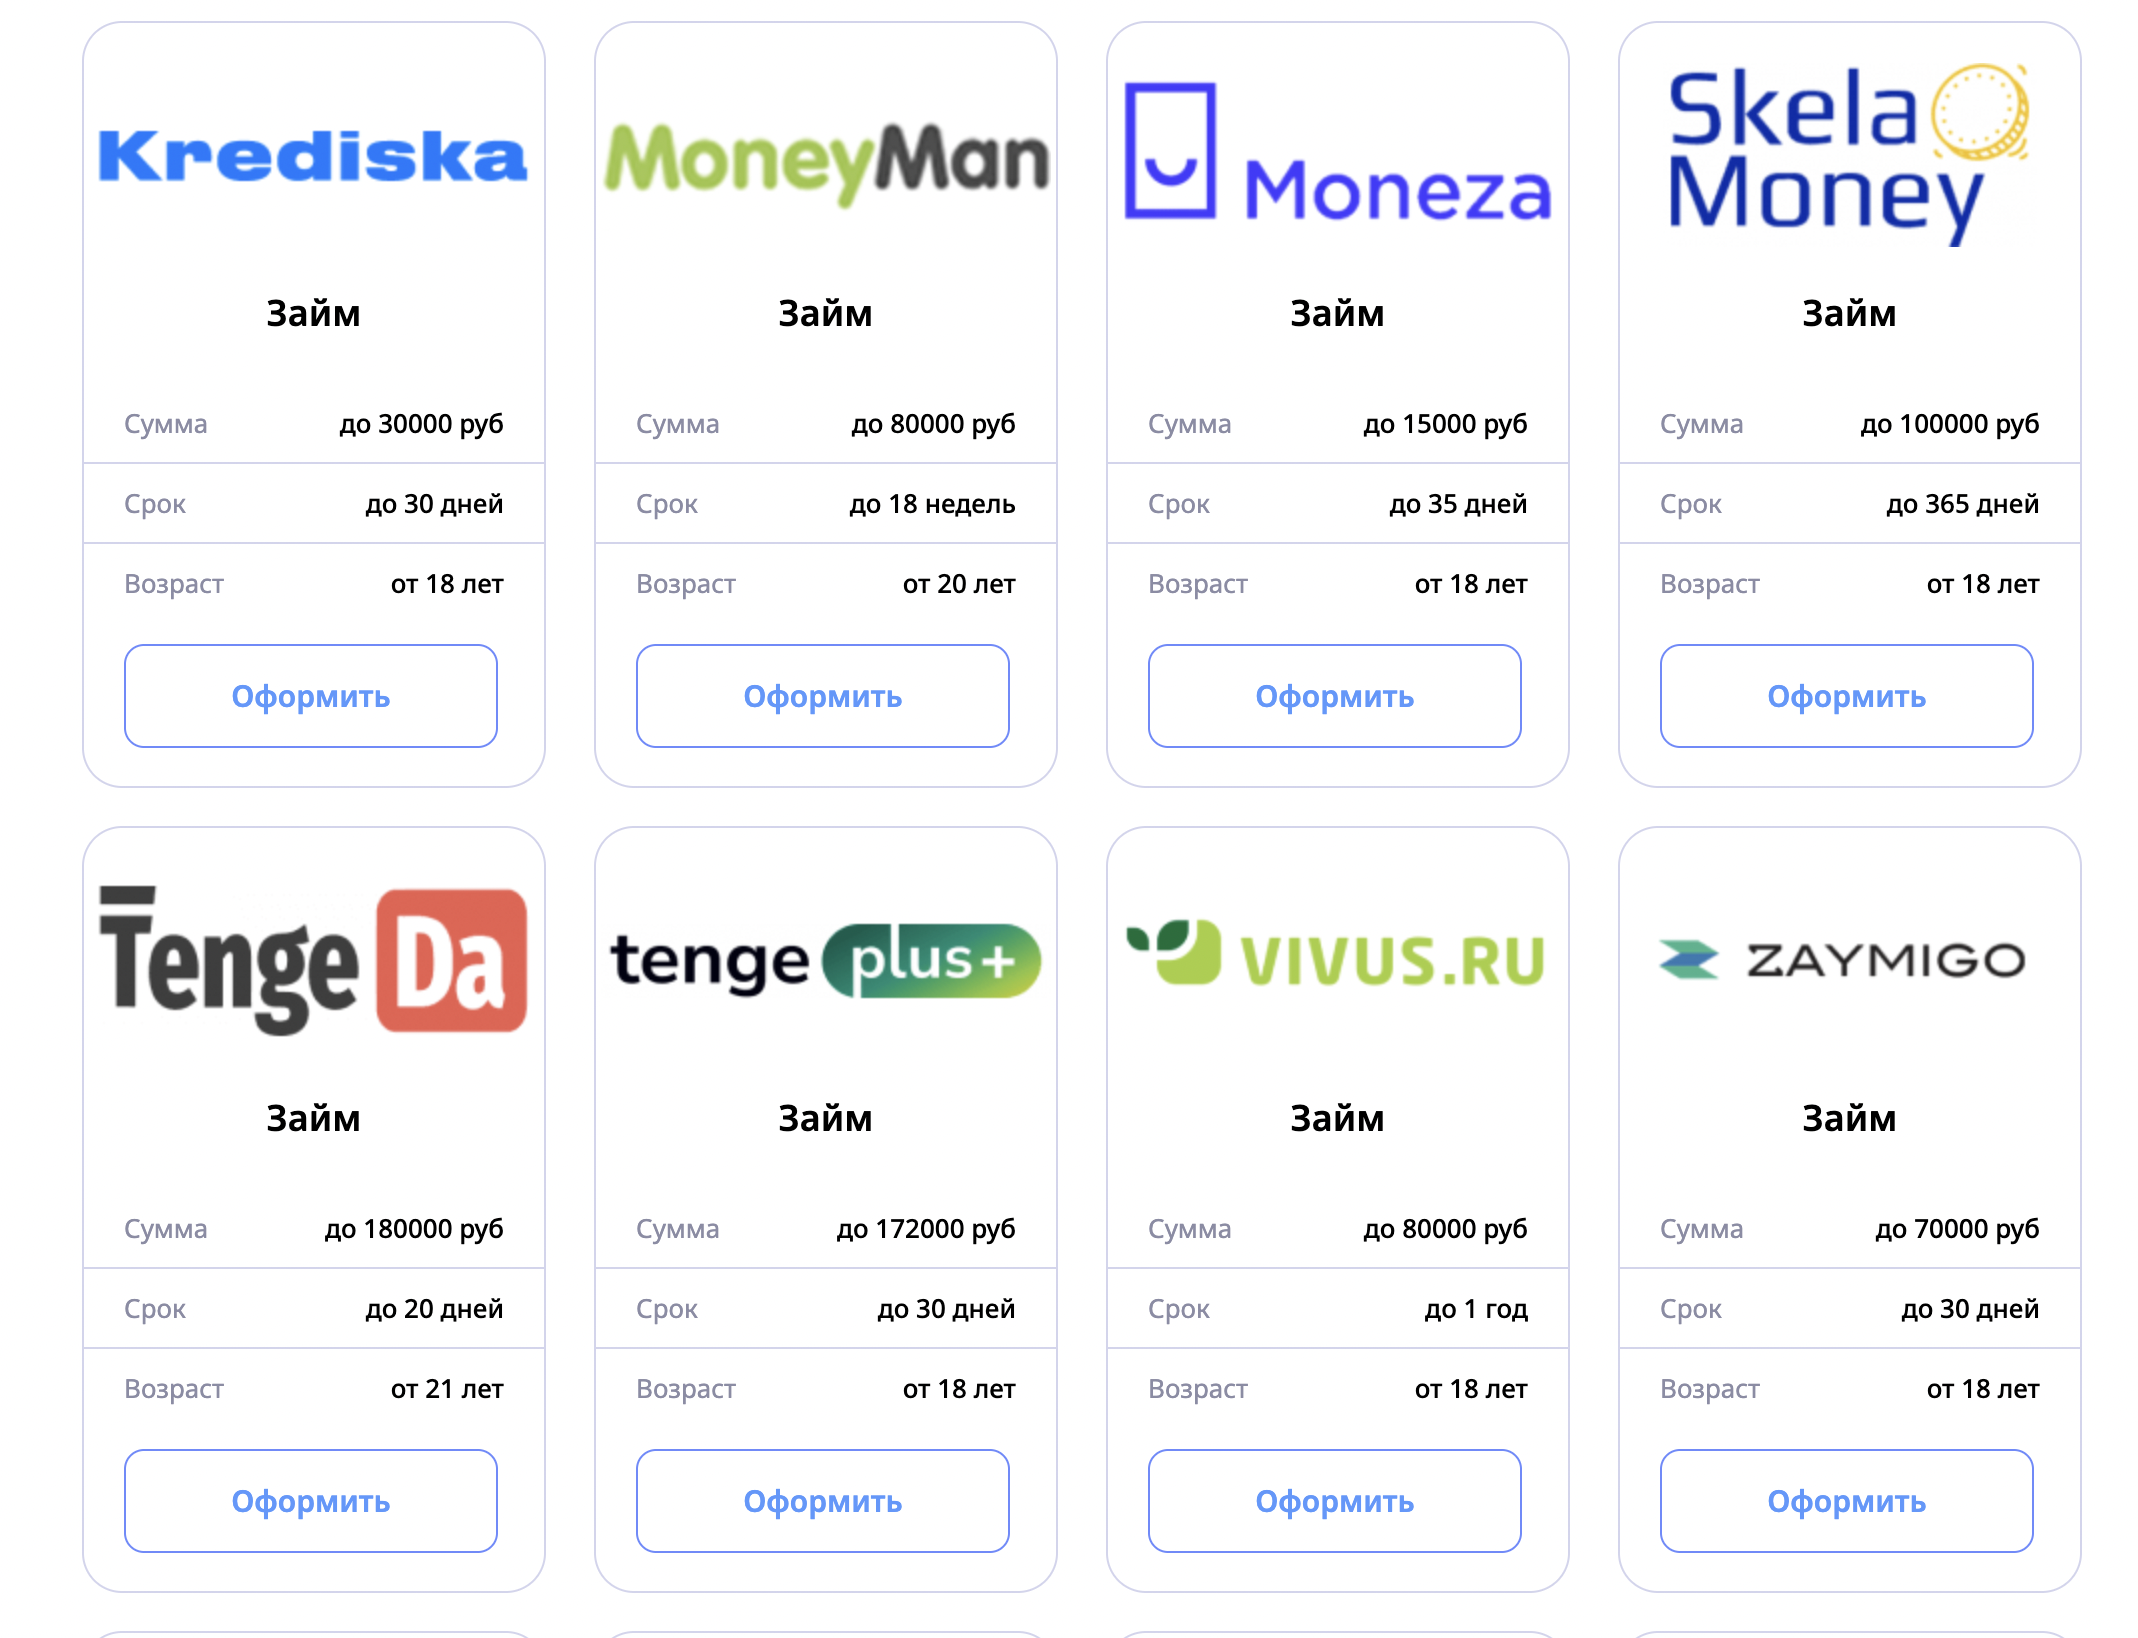 Krediska
Займ
Сумма до 30000 руб
Срок до 30 дней
Возраст от 18 лет
Оформить
MoneyMan
Займ
Сумма до 80000 руб
Срок до 18 недель
Возраст от 20 лет
Оформить
Moneza
Займ
Сумма до 15000 руб
Срок до 35 дней
Возраст от 18 лет
Оформить
Skela
Money
Займ
Сумма до 100000 руб
Срок до 365 дней
Возраст от 18 лет
Оформить
Tenge Da
Займ
Сумма до 180000 руб
Срок до 20 дней
Возраст от 21 лет
Оформить
tenge plus+
Займ
Сумма до 172000 руб
Срок до 30 дней
Возраст от 18 лет
Оформить
VIVUS.RU
Займ
Сумма до 80000 руб
Срок до 1 год
Возраст от 18 лет
Оформить
ZAYMIGO
Займ
Сумма до 70000 руб
Срок до 30 дней
Возраст от 18 лет
Оформить